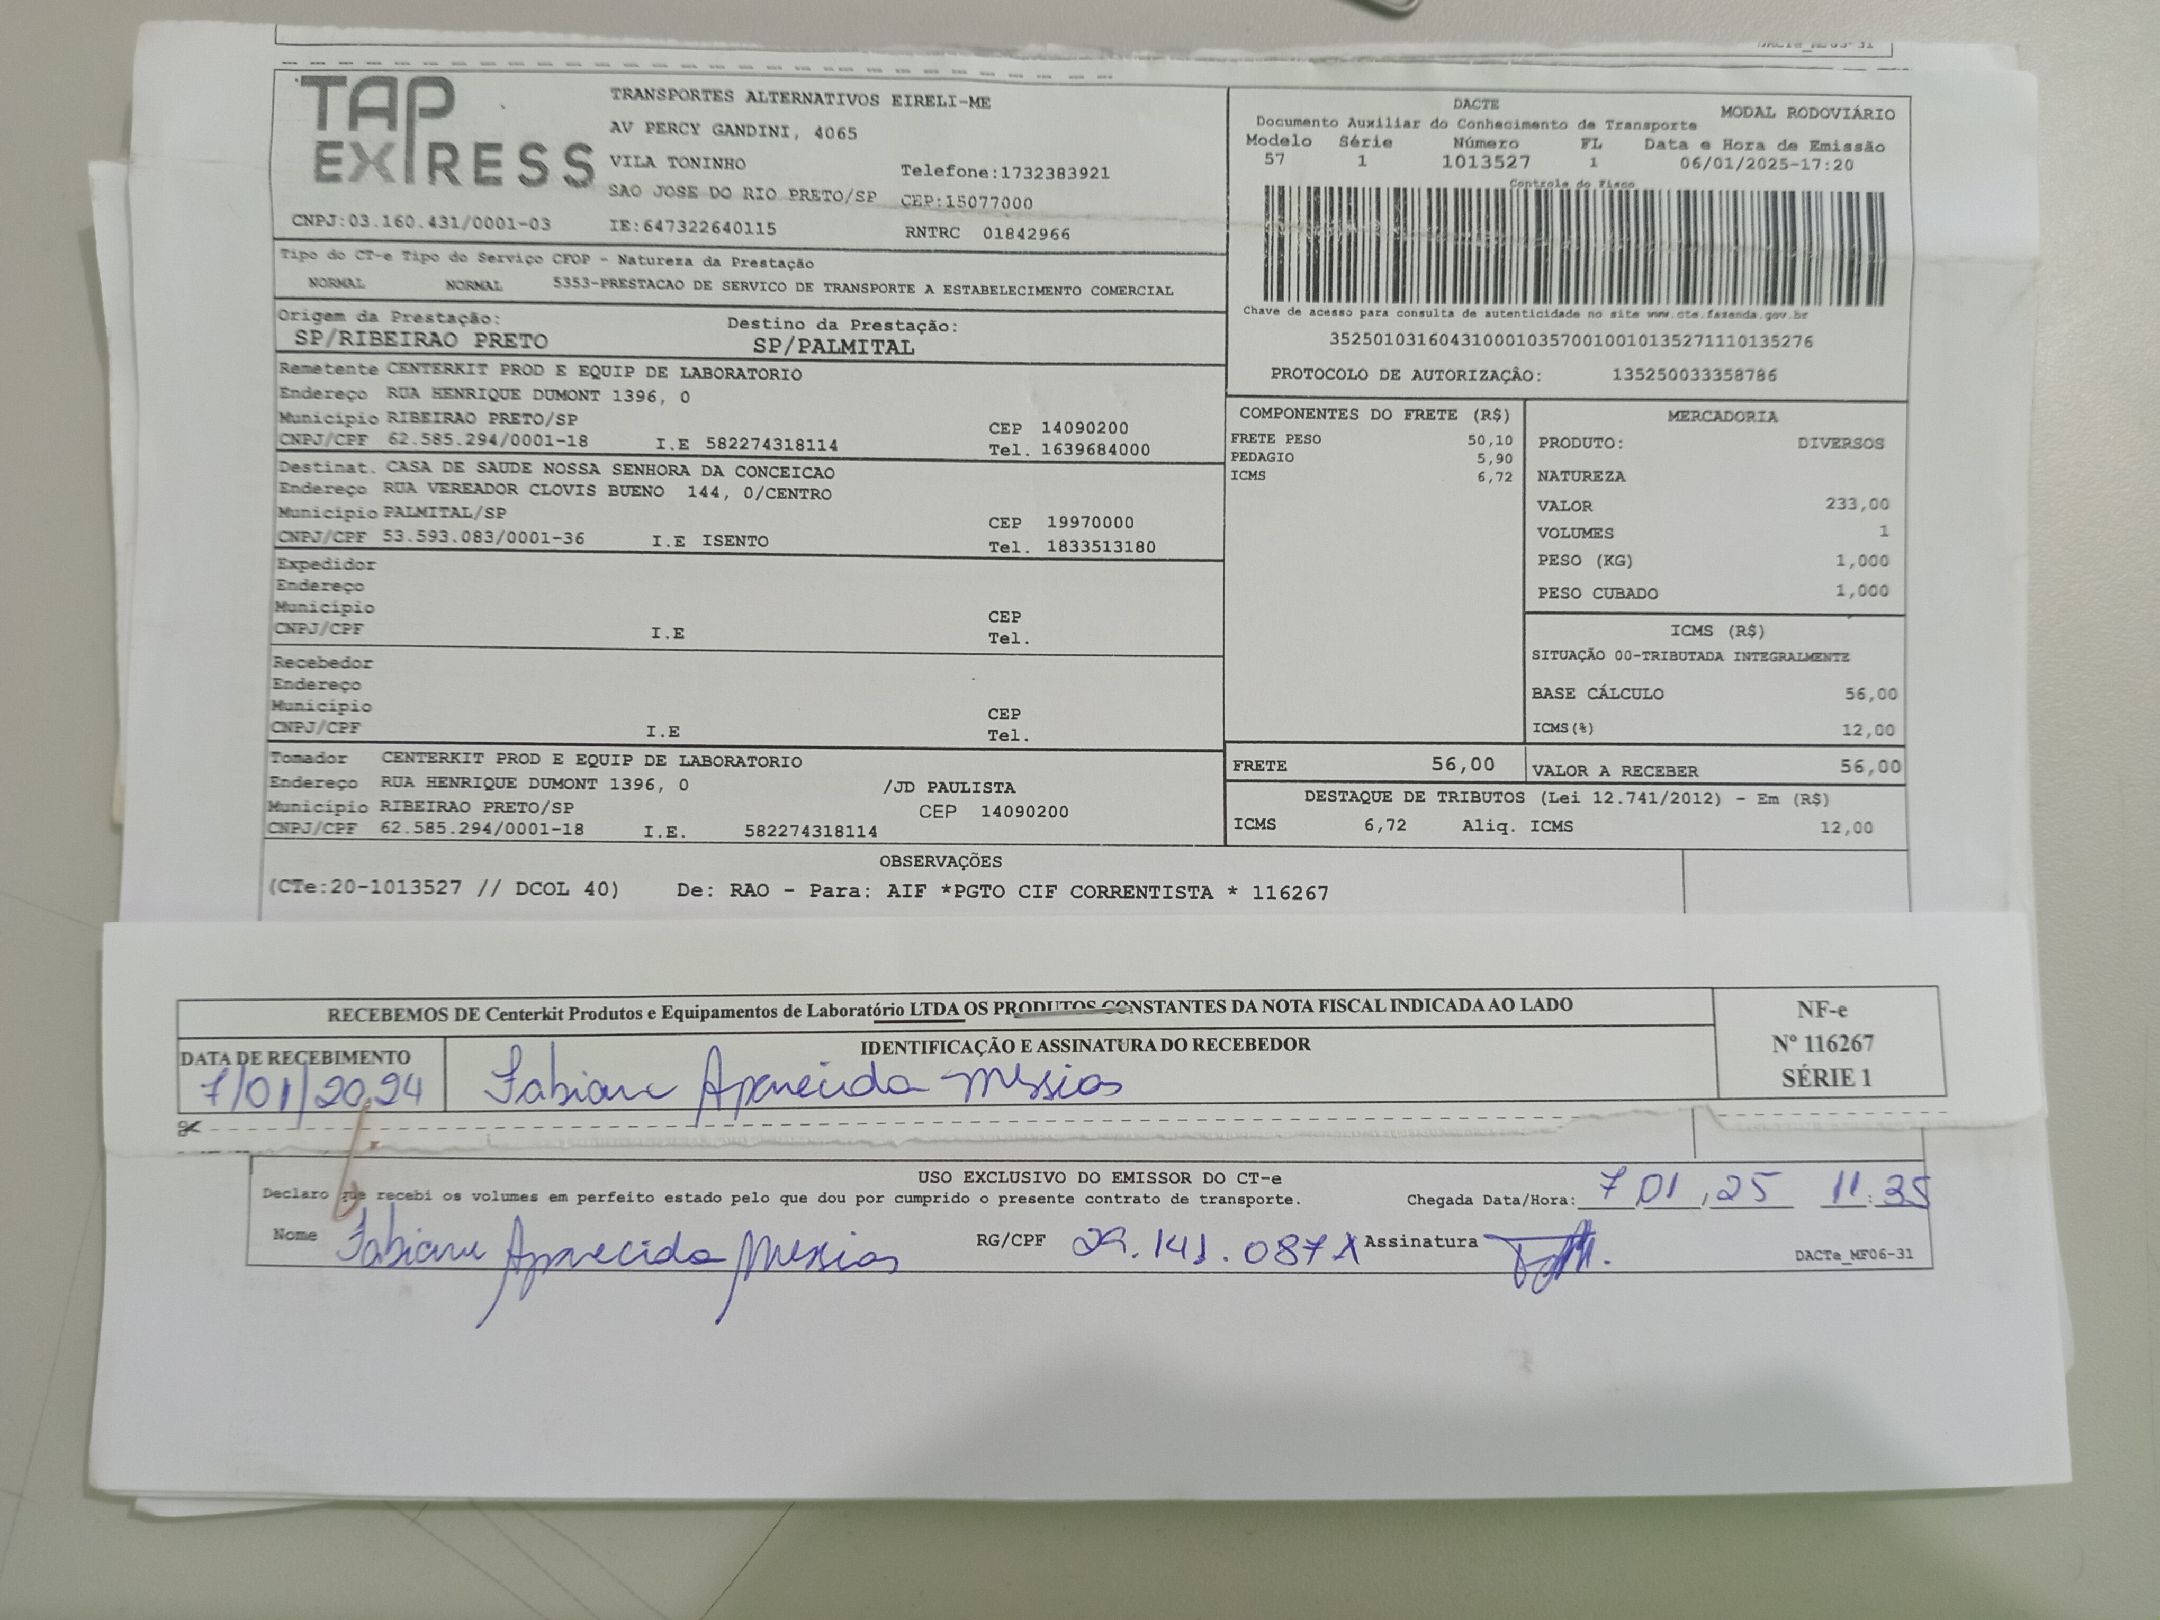 DACTe_MF06-31
TAP EXPRESS
TRANSPORTES ALTERNATIVOS EIRELI-ME
AV PERCY GANDINI, 4065
VILA TONINHO
Telefone:1732383921
SAO JOSE DO RIO PRETO/SP CEP:15077000
CNPJ:03.160.431/0001-03 IE:647322640115 RNTRC 01842966
DACTE MODAL RODOVIÁRIO
Documento Auxiliar do Conhecimento de Transporte
Modelo Série Número FL Data e Hora de Emissão
57 1 1013527 1 06/01/2025-17:20
Controle do Fisco
Chave de acesso para consulta de autenticidade no site www.cte.fazenda.gov.br
35250103160431000103570010010135271110135276
PROTOCOLO DE AUTORIZAÇÂO: 135250033358786
Tipo do CT-e Tipo do Serviço CFOP - Natureza da Prestação
NORMAL NORMAL 5353-PRESTACAO DE SERVICO DE TRANSPORTE A ESTABELECIMENTO COMERCIAL
Origem da Prestação: Destino da Prestação:
SP/RIBEIRAO PRETO SP/PALMITAL
Remetente CENTERKIT PROD E EQUIP DE LABORATORIO
Endereço RUA HENRIQUE DUMONT 1396, 0
Município RIBEIRAO PRETO/SP CEP 14090200
CNPJ/CPF 62.585.294/0001-18 I.E 582274318114 Tel. 1639684000
Destinat. CASA DE SAUDE NOSSA SENHORA DA CONCEICAO
Endereço RUA VEREADOR CLOVIS BUENO 144, 0/CENTRO
Município PALMITAL/SP CEP 19970000
CNPJ/CPF 53.593.083/0001-36 I.E ISENTO Tel. 1833513180
Expedidor
Endereço
Município CEP
CNPJ/CPF I.E Tel.
Recebedor
Endereço
Município CEP
CNPJ/CPF I.E Tel.
Tomador CENTERKIT PROD E EQUIP DE LABORATORIO
Endereço RUA HENRIQUE DUMONT 1396, 0 /JD PAULISTA
Município RIBEIRAO PRETO/SP CEP 14090200
CNPJ/CPF 62.585.294/0001-18 I.E. 582274318114
COMPONENTES DO FRETE (R$)
FRETE PESO 50,10
PEDAGIO 5,90
ICMS 6,72
MERCADORIA
PRODUTO: DIVERSOS
NATUREZA
VALOR 233,00
VOLUMES 1
PESO (KG) 1,000
PESO CUBADO 1,000
ICMS (R$)
SITUAÇÃO 00-TRIBUTADA INTEGRALMENTE
BASE CÁLCULO 56,00
ICMS(%) 12,00
FRETE 56,00 VALOR A RECEBER 56,00
DESTAQUE DE TRIBUTOS (Lei 12.741/2012) - Em (R$)
ICMS 6,72 Aliq. ICMS 12,00
OBSERVAÇÕES
(CTe:20-1013527 // DCOL 40) De: RAO - Para: AIF *PGTO CIF CORRENTISTA * 116267
RECEBEMOS DE Centerkit Produtos e Equipamentos de Laboratório LTDA OS PRODUTOS CONSTANTES DA NOTA FISCAL INDICADA AO LADO
DATA DE RECEBIMENTO IDENTIFICAÇÃO E ASSINATURA DO RECEBEDOR
7/01/2024 Fabiane Aparecida Messias
NF-e
Nº 116267
SÉRIE 1
USO EXCLUSIVO DO EMISSOR DO CT-e
Declaro que recebi os volumes em perfeito estado pelo que dou por cumprido o presente contrato de transporte. Chegada Data/Hora: 7 01 25 11:35
Nome Fabiane Aparecida Messias RG/CPF 29.141.087X Assinatura
DACTe_MF06-31